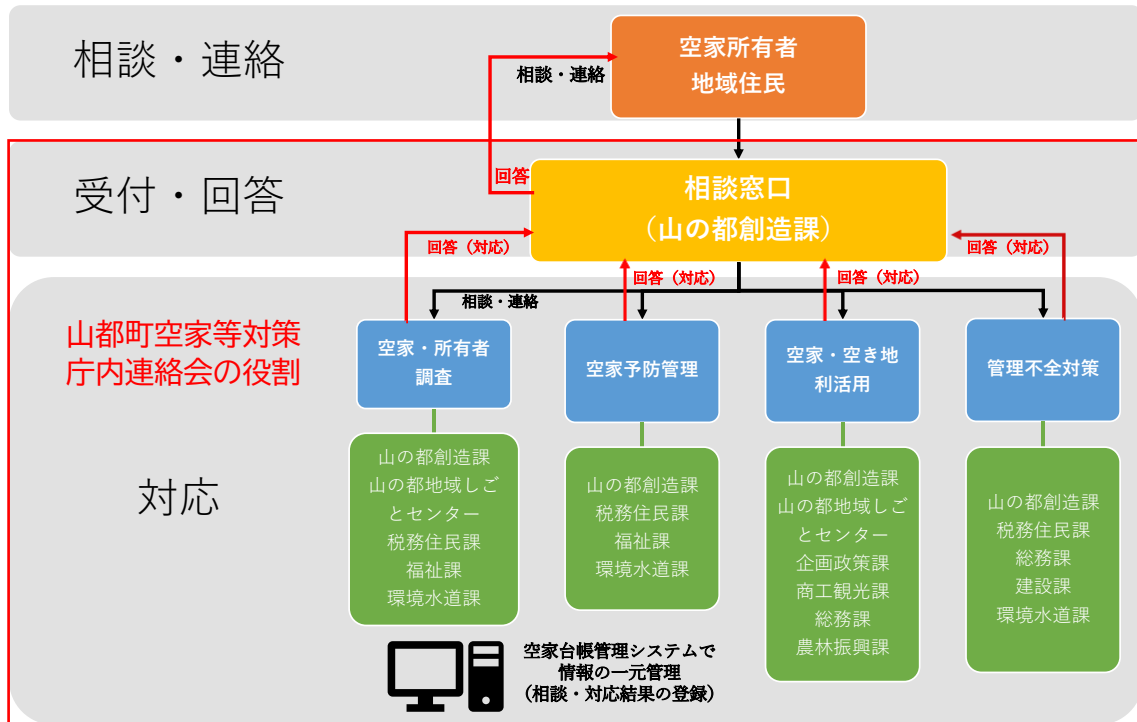 相談・連絡
空家所有者
地域住民
相談・連絡
受付・回答
回答
相談窓口
（山の都創造課）
回答（対応）
回答（対応）
回答（対応）
回答（対応）
相談・連絡
山都町空家等対策
庁内連絡会の役割
対応
空家・所有者
調査
空家予防管理
空家・空き地
利活用
管理不全対策
山の都創造課
山の都地域しご
とセンター
税務住民課
福祉課
環境水道課
山の都創造課
税務住民課
福祉課
環境水道課
山の都創造課
山の都地域しご
とセンター
企画政策課
商工観光課
総務課
農林振興課
山の都創造課
税務住民課
総務課
建設課
環境水道課
空家台帳管理システムで
情報の一元管理
（相談・対応結果の登録）